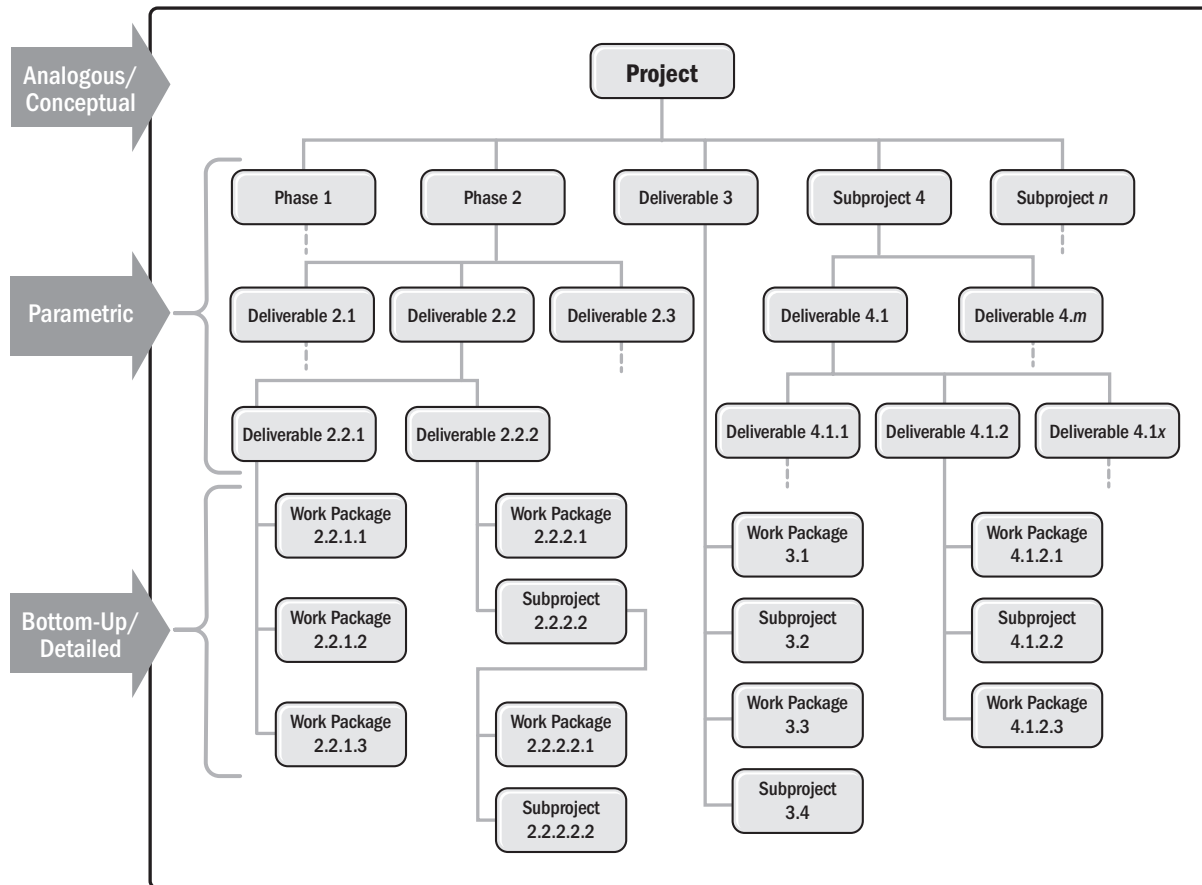 Analogous/
Conceptual
Project
Phase 1
Phase 2
Deliverable 3
Subproject 4
Subproject n
Parametric
Deliverable 2.1
Deliverable 2.2
Deliverable 2.3
Deliverable 4.1
Deliverable 4.m
Deliverable 2.2.1
Deliverable 2.2.2
Deliverable 4.1.1
Deliverable 4.1.2
Deliverable 4.1x
Bottom-Up/
Detailed
Work Package
2.2.1.1
Work Package
2.2.1.2
Work Package
2.2.1.3
Work Package
2.2.2.1
Subproject
2.2.2.2
Work Package
2.2.2.2.1
Subproject
2.2.2.2.2
Work Package
3.1
Subproject
3.2
Work Package
3.3
Subproject
3.4
Work Package
4.1.2.1
Subproject
4.1.2.2
Work Package
4.1.2.3